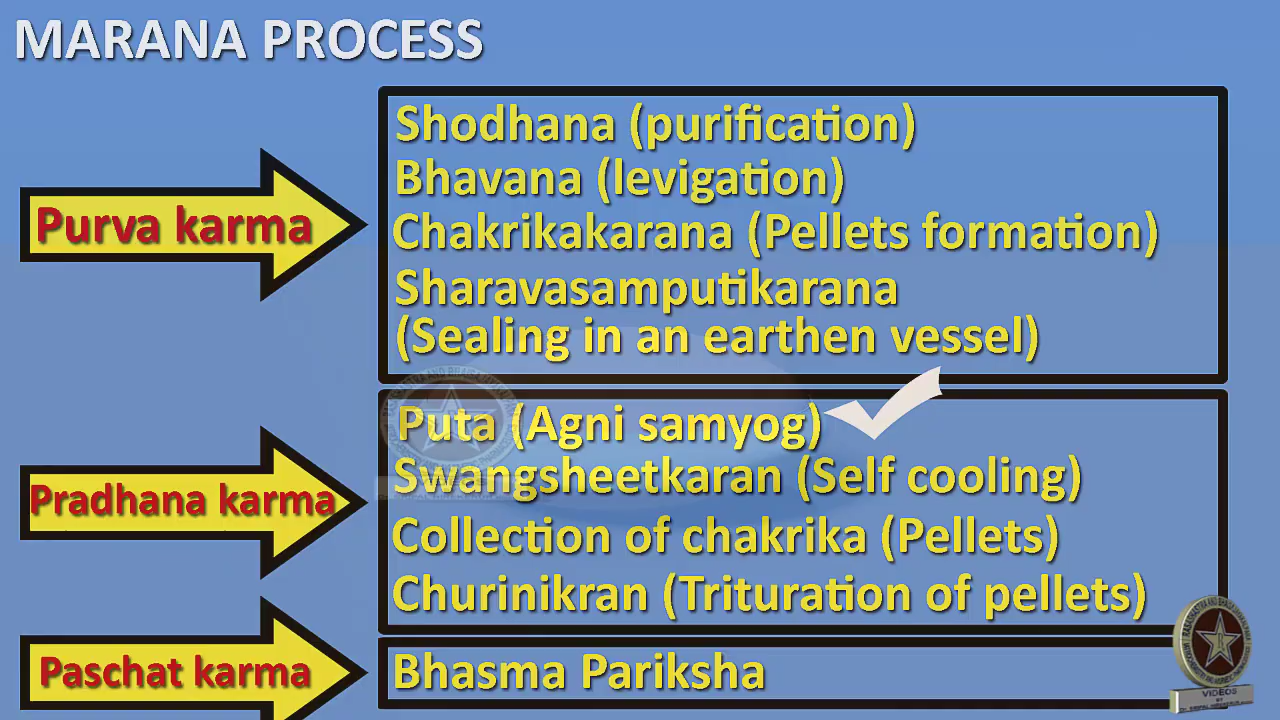 MARANA PROCESS
Purva karma
Shodhana (purification)
Bhavana (levigation)
Chakrikakarana (Pellets formation)
Sharavasamputikarana
(Sealing in an earthen vessel)
Pradhana karma
Puta (Agni samyog)
Swangsheetkaran (Self cooling)
Collection of chakrika (Pellets)
Churinikran (Trituration of pellets)
Paschat karma
Bhasma Pariksha
VIDEOS